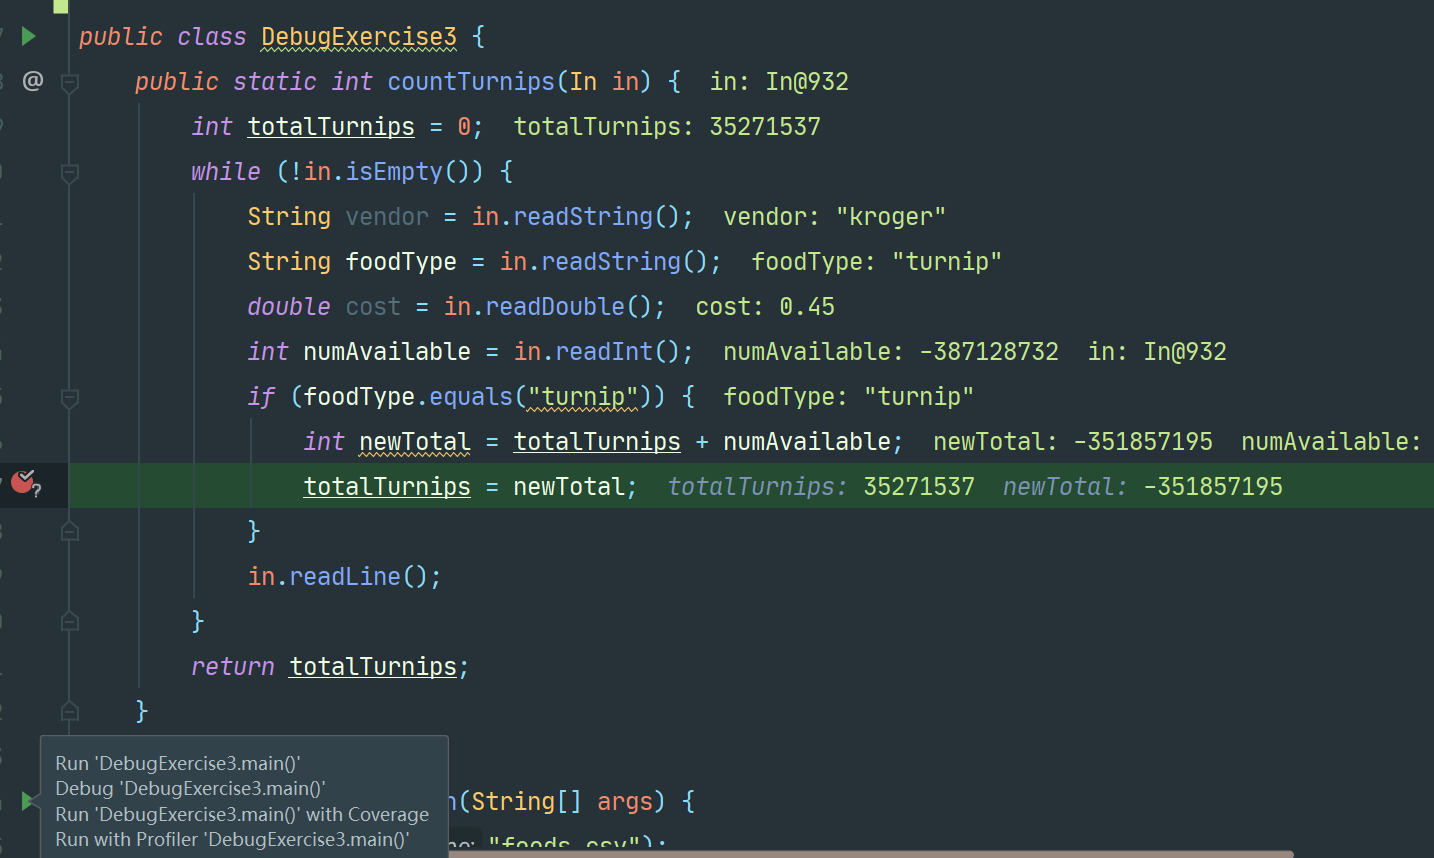 public class DebugExercise3 {
@ public static int countTurnips(In in) {  in: In@932
int totalTurnips = 0;  totalTurnips: 35271537
while (!in.isEmpty()) {
String vendor = in.readString();  vendor: "kroger"
String foodType = in.readString();  foodType: "turnip"
double cost = in.readDouble();  cost: 0.45
int numAvailable = in.readInt();  numAvailable: -387128732  in: In@932
if (foodType.equals("turnip")) {  foodType: "turnip"
int newTotal = totalTurnips + numAvailable;  newTotal: -351857195  numAvailable:
totalTurnips = newTotal;  totalTurnips: 35271537  newTotal: -351857195
}
in.readLine();
}
return totalTurnips;
}
Run 'DebugExercise3.main()'
Debug 'DebugExercise3.main()'
Run 'DebugExercise3.main()' with Coverage
Run with Profiler 'DebugExercise3.main()'
(String[] args) {
"foods.csv");